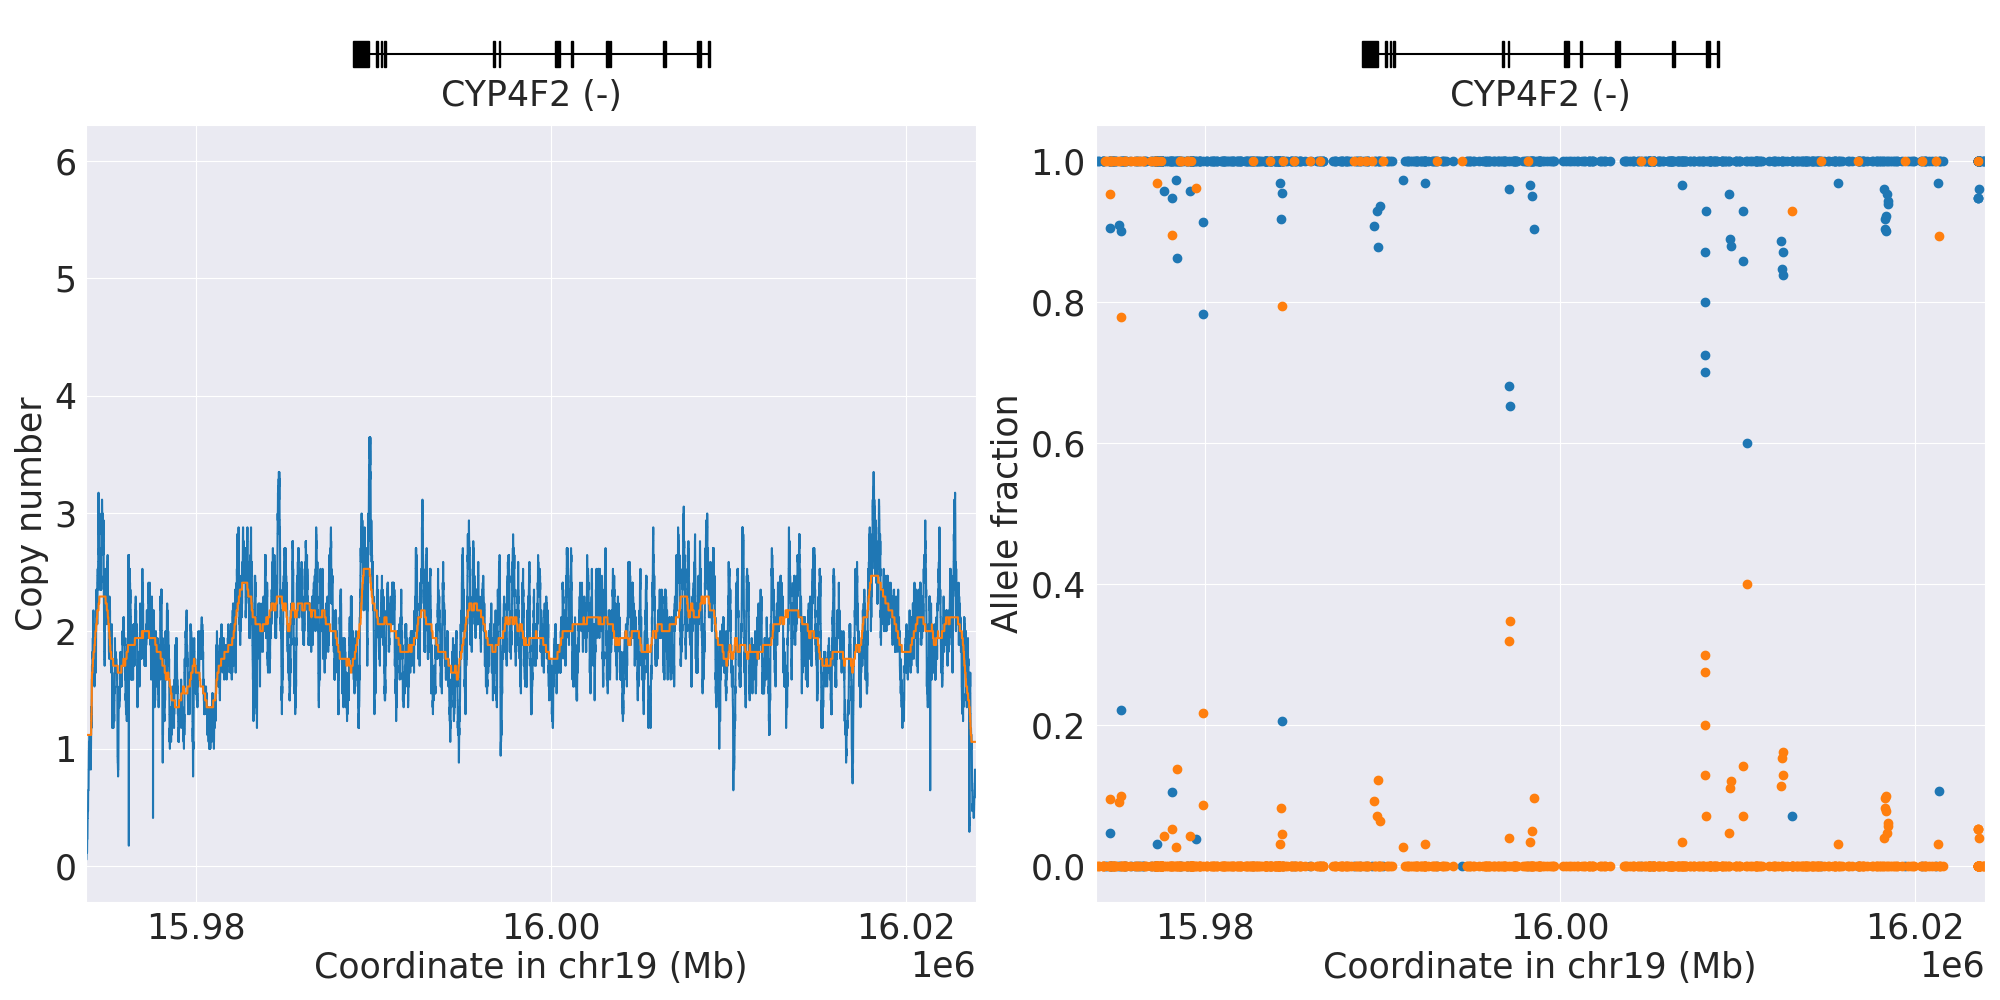 CYP4F2 (-)
6
5
4
3
2
1
0
Copy number
15.98
16.00
16.02
Coordinate in chr19 (Mb)
1e6
CYP4F2 (-)
1.0
0.8
0.6
0.4
0.2
0.0
Allele fraction
15.98
16.00
16.02
Coordinate in chr19 (Mb)
1e6